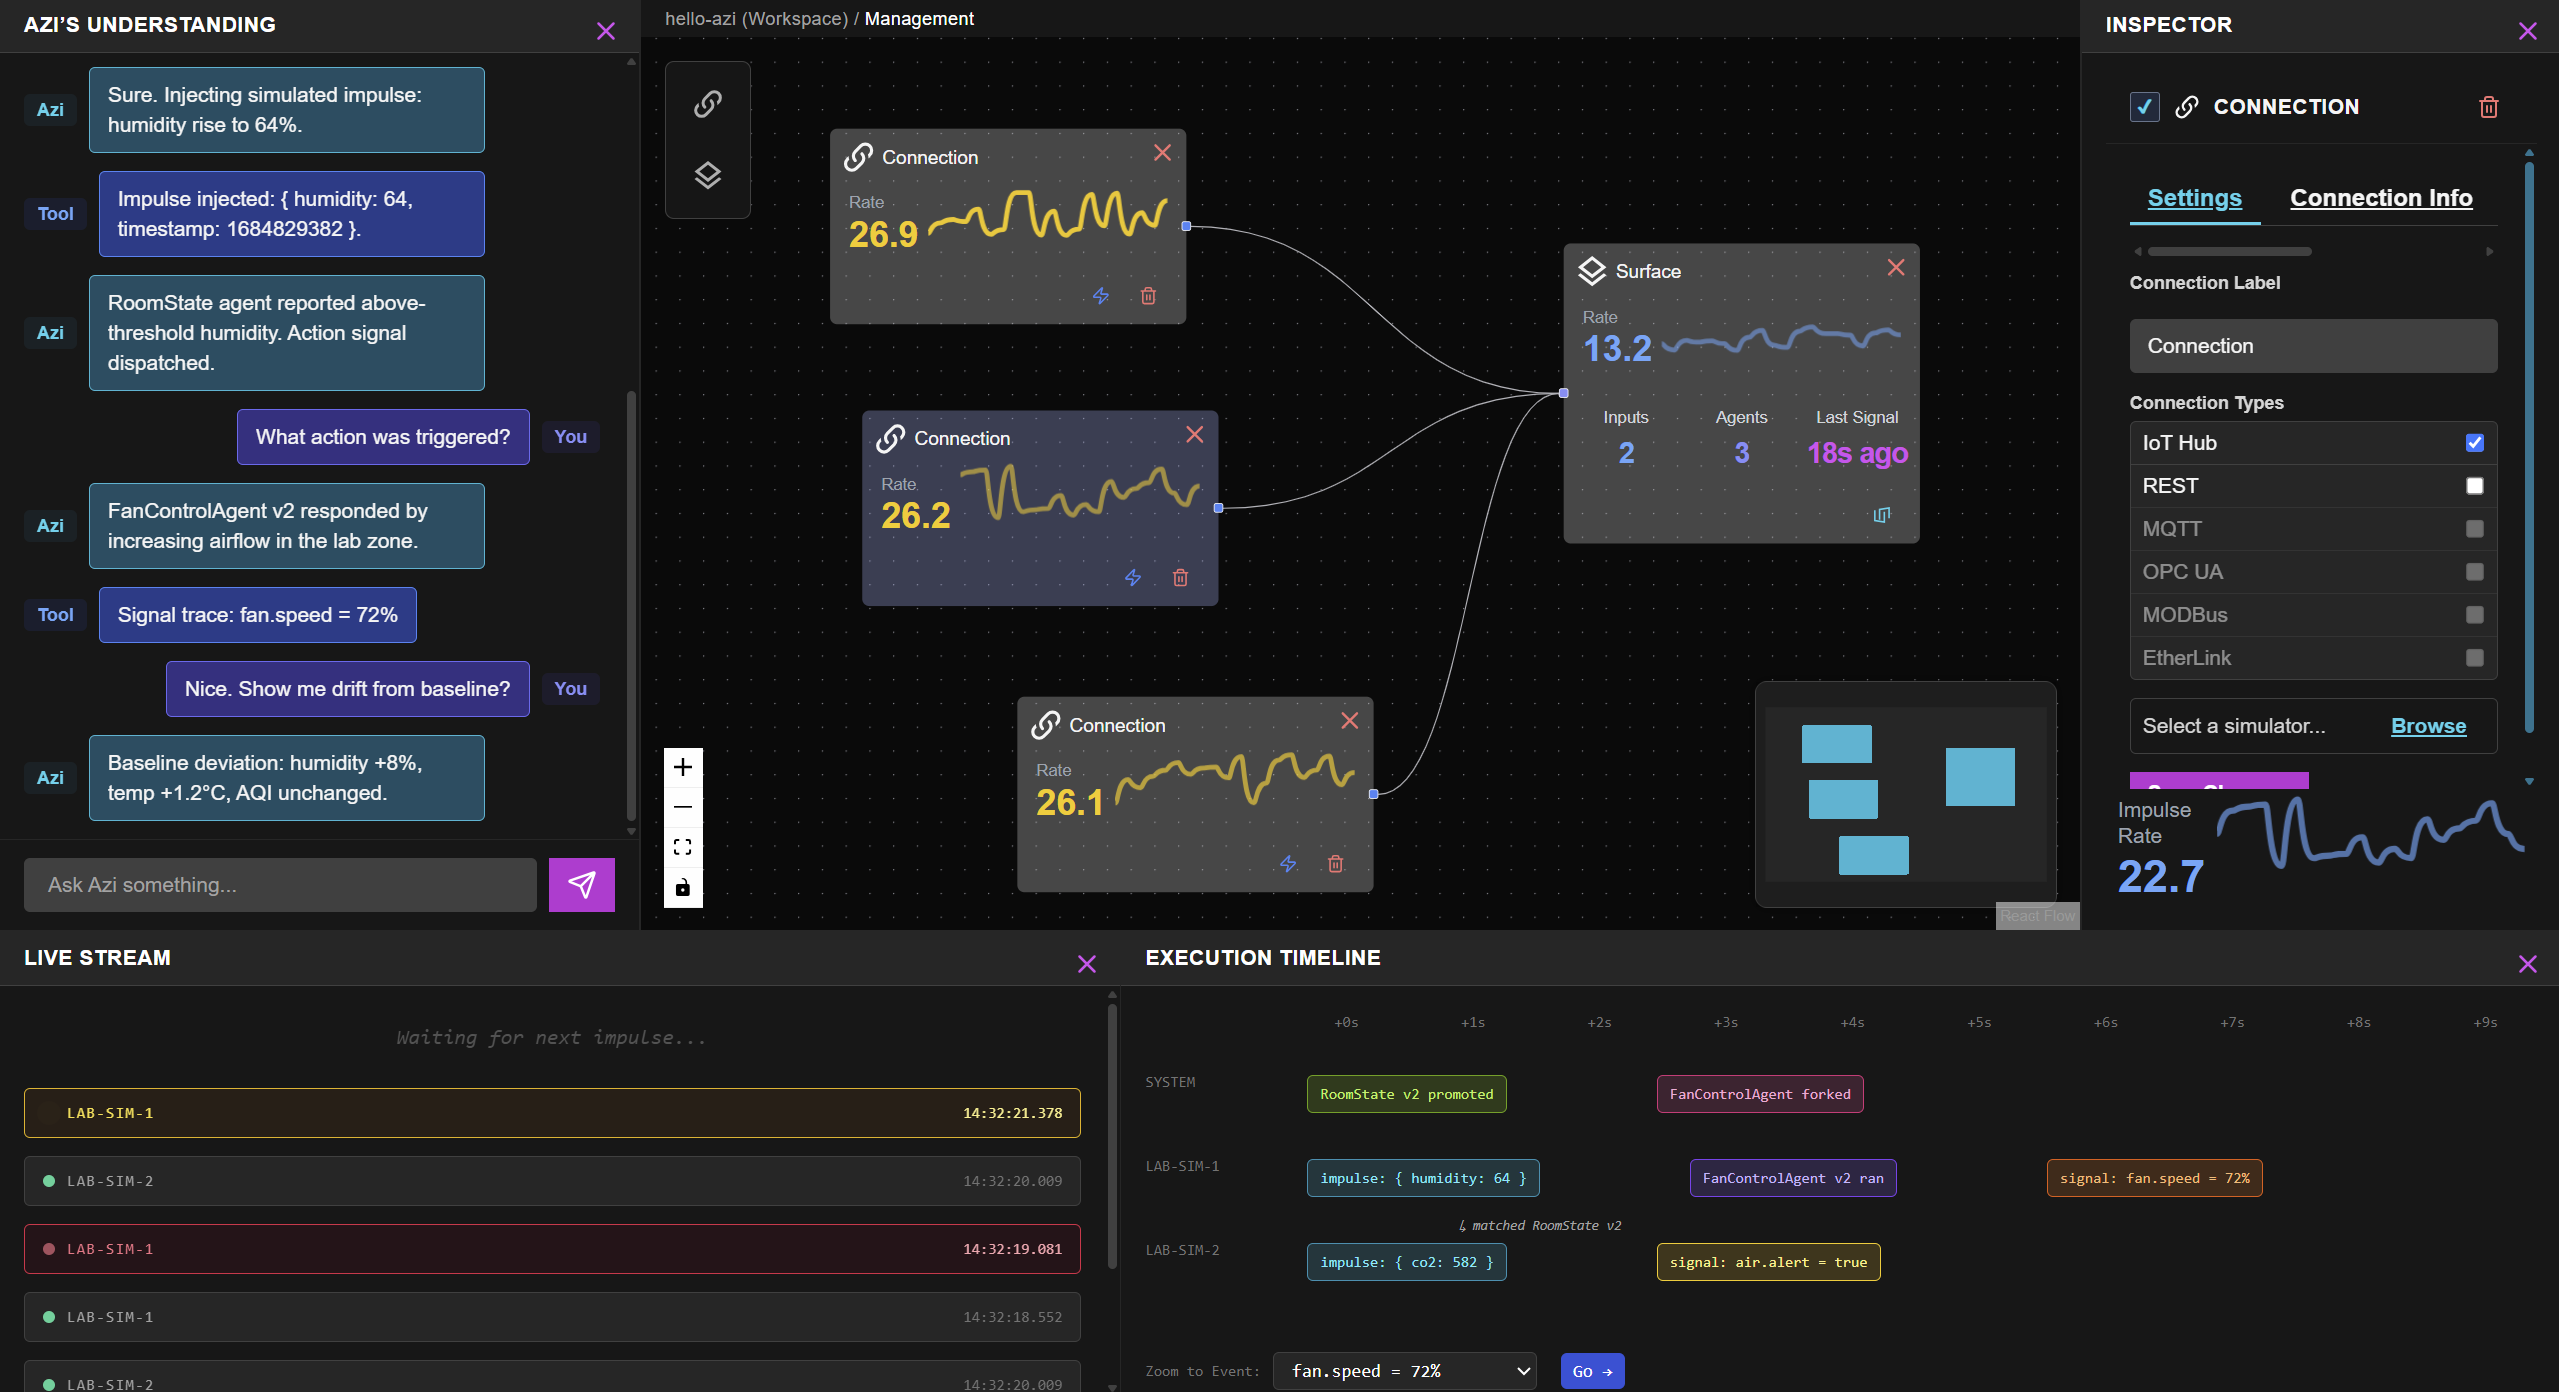 AZI'S UNDERSTANDING
Azi
Sure. Injecting simulated impulse:
humidity rise to 64%.
Tool
Impulse injected: { humidity: 64,
timestamp: 1684829382 }.
Azi
RoomState agent reported above-
threshold humidity. Action signal
dispatched.
What action was triggered?
You
Azi
FanControlAgent v2 responded by
increasing airflow in the lab zone.
Tool
Signal trace: fan.speed = 72%
Nice. Show me drift from baseline?
You
Azi
Baseline deviation: humidity +8%,
temp +1.2°C, AQI unchanged.
Ask Azi something...
hello-azi (Workspace) / Management
Connection
Rate
26.9
Connection
Rate
26.2
Connection
Rate
26.1
Surface
Rate
13.2
Inputs Agents Last Signal
2 3 18s ago
React Flow
INSPECTOR
CONNECTION
Settings Connection Info
Connection Label
Connection
Connection Types
IoT Hub
REST
MQTT
OPC UA
MODBus
EtherLink
Select a simulator... Browse
Impulse
Rate
22.7
LIVE STREAM
Waiting for next impulse...
LAB-SIM-1 14:32:21.378
LAB-SIM-2 14:32:20.009
LAB-SIM-1 14:32:19.081
LAB-SIM-1 14:32:18.552
LAB-SIM-2 14:32:20.009
EXECUTION TIMELINE
+0s +1s +2s +3s +4s +5s +6s +7s +8s +9s
SYSTEM
RoomState v2 promoted
FanControlAgent forked
LAB-SIM-1
impulse: { humidity: 64 }
FanControlAgent v2 ran
signal: fan.speed = 72%
↳ matched RoomState v2
LAB-SIM-2
impulse: { co2: 582 }
signal: air.alert = true
Zoom to Event: fan.speed = 72% Go →